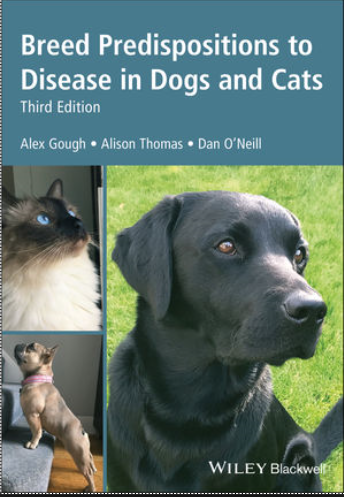 Breed Predispositions to
Disease in Dogs and Cats
Third Edition
Alex Gough • Alison Thomas • Dan O'Neill
WILEY Blackwell